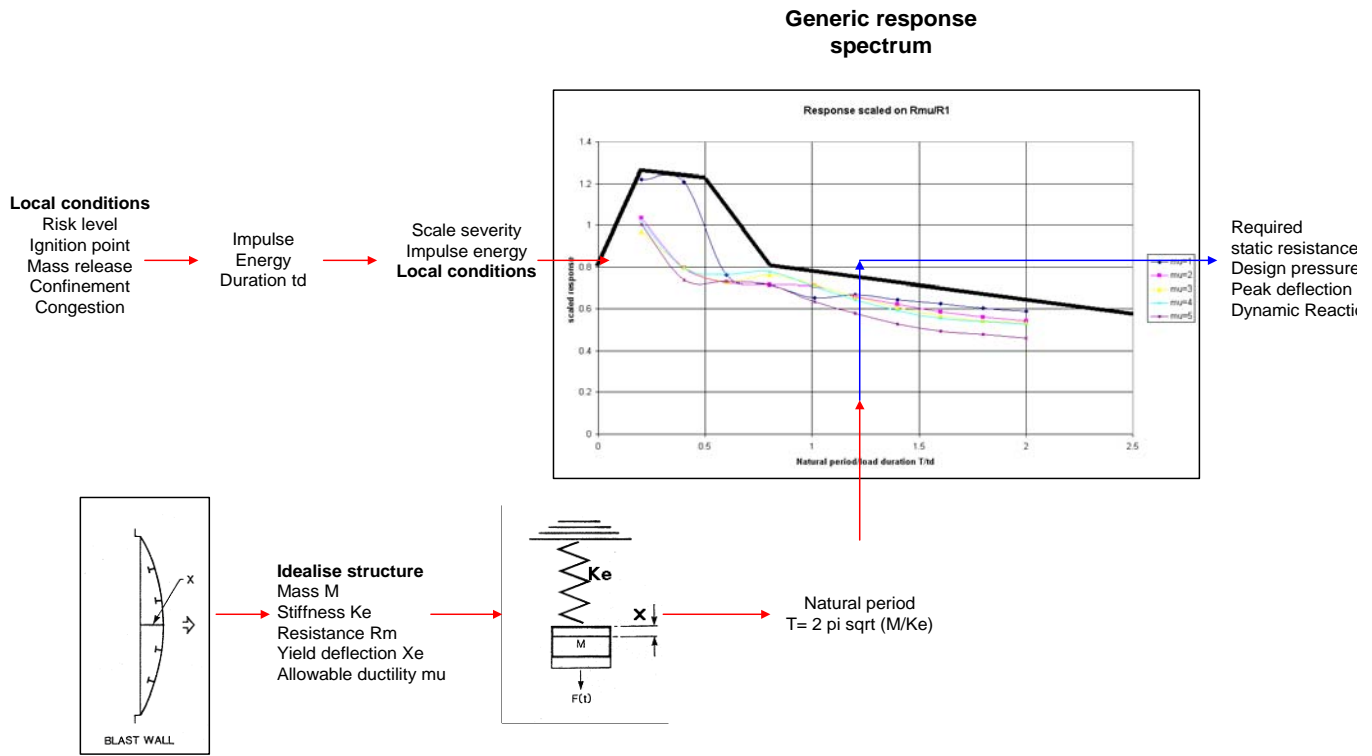 Generic response
spectrum
Local conditions
Risk level
Ignition point
Mass release
Confinement
Congestion
Impulse
Energy
Duration td
Scale severity
Impulse energy
Local conditions
Response scaled on Rmu/R1
scaled response
1.4
1.2
1
0.8
0.6
0.4
0.2
0
0
0.5
1
1.5
2
2.5
Natural period/load duration T/td
mu=1
mu=2
mu=3
mu=4
mu=5
Required
static resistance
Design pressure
Peak deflection
Dynamic Reactio
X
BLAST WALL
Idealise structure
Mass M
Stiffness Ke
Resistance Rm
Yield deflection Xe
Allowable ductility mu
Ke
X
M
F(t)
Natural period
T= 2 pi sqrt (M/Ke)